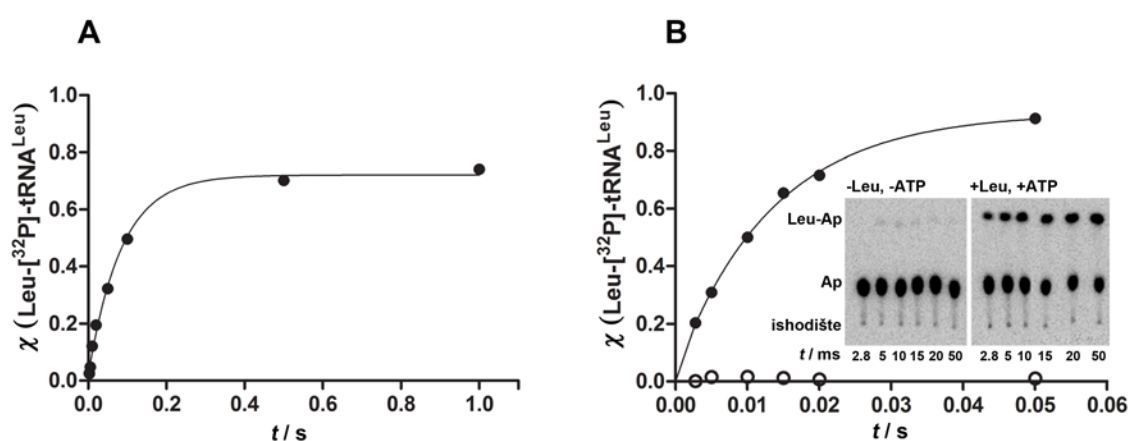 A
χ (Leu-[³²P]-tRNAᴸᵉᵘ)
1.0
0.8
0.6
0.4
0.2
0.0
0.0 0.2 0.4 0.6 0.8 1.0
t / s
B
χ (Leu-[³²P]-tRNAᴸᵉᵘ)
1.0
0.8
0.6
0.4
0.2
0.0
-Leu, -ATP +Leu, +ATP
Leu-Ap
Ap
ishodište
t / ms 2.8 5 10 15 20 50 2.8 5 10 15 20 50
0.00 0.01 0.02 0.03 0.04 0.05 0.06
t / s